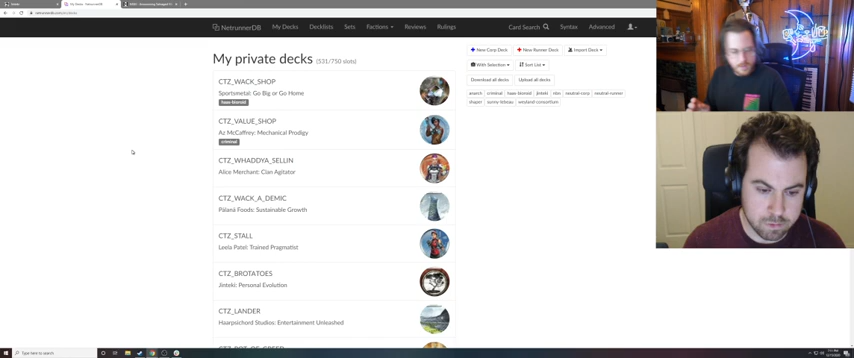 My Home - NetrunnerDB
NetrunnerDB
My Decks
Decklists
Sets
Factions
Reviews
Rulings
Card Search
Syntax
Advanced
My private decks (531/750 slots)
New Corp Deck
New Runner Deck
Import Deck
With Selection
Sort List
Download all decks
Upload all decks
anarch criminal haas-bioroid jinteki nbn neutral-corp neutral-runner
shaper sunny-lebeau weyland-consortium
CTZ_WACK_SHOP
Sportsmetal: Go Big or Go Home
haas-bioroid
CTZ_VALUE_SHOP
Az McCaffrey: Mechanical Prodigy
criminal
CTZ_WHADDYA_SELLIN
Alice Merchant: Clan Agitator
CTZ_WACK_A_DEMIC
Pālanā Foods: Sustainable Growth
CTZ_STALL
Leela Patel: Trained Pragmatist
CTZ_BROTATOES
Jinteki: Personal Evolution
CTZ_LANDER
Haarpsichord Studios: Entertainment Unleashed
Type here to search